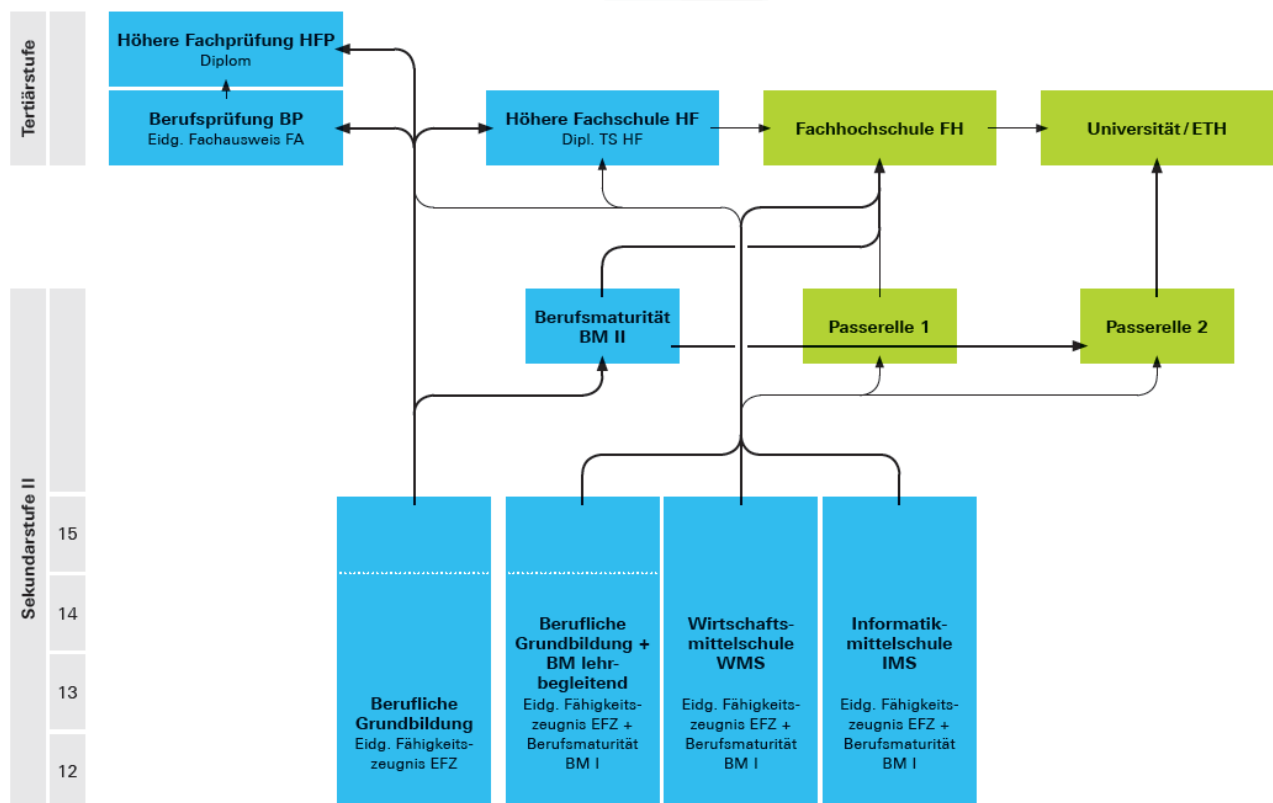 Tertiärstufe
Höhere Fachprüfung HFP
Diplom
Berufsprüfung BP
Eidg. Fachausweis FA
Höhere Fachschule HF
Dipl. TS HF
Fachhochschule FH
Universität/ETH
Sekundarstufe II
Berufsmaturität
BM II
Passerelle 1
Passerelle 2
15
14
13
12
Berufliche
Grundbildung
Eidg. Fähigkeits-
zeugnis EFZ
Berufliche
Grundbildung +
BM lehr-
begleitend
Eidg. Fähigkeits-
zeugnis EFZ +
Berufsmaturität
BM I
Wirtschafts-
mittelschule
WMS
Eidg. Fähigkeits-
zeugnis EFZ +
Berufsmaturität
BM I
Informatik-
mittelschule
IMS
Eidg. Fähigkeits-
zeugnis EFZ +
Berufsmaturität
BM I